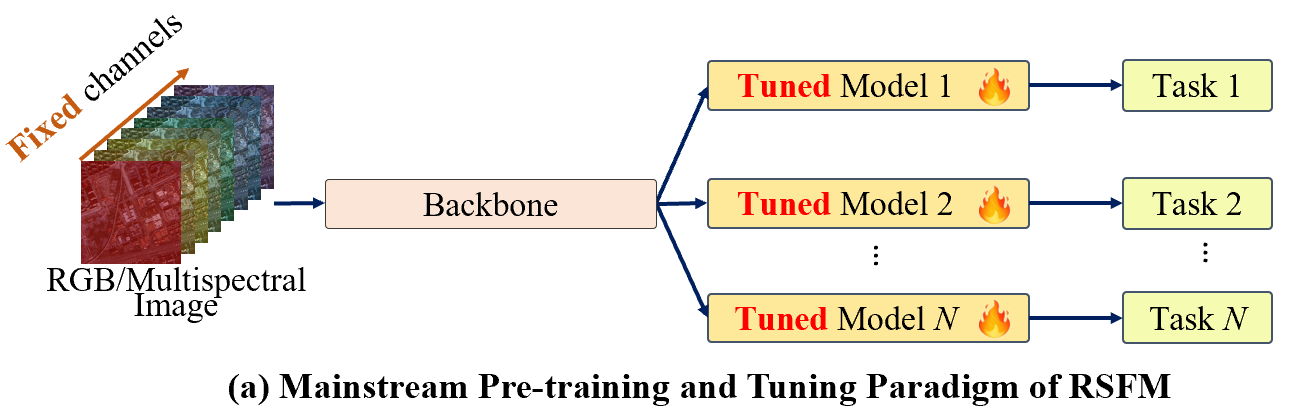 Fixed channels
RGB/Multispectral
Image
Backbone
Tuned Model 1
Task 1
Tuned Model 2
Task 2
⋮
⋮
Tuned Model N
Task N
(a) Mainstream Pre-training and Tuning Paradigm of RSFM